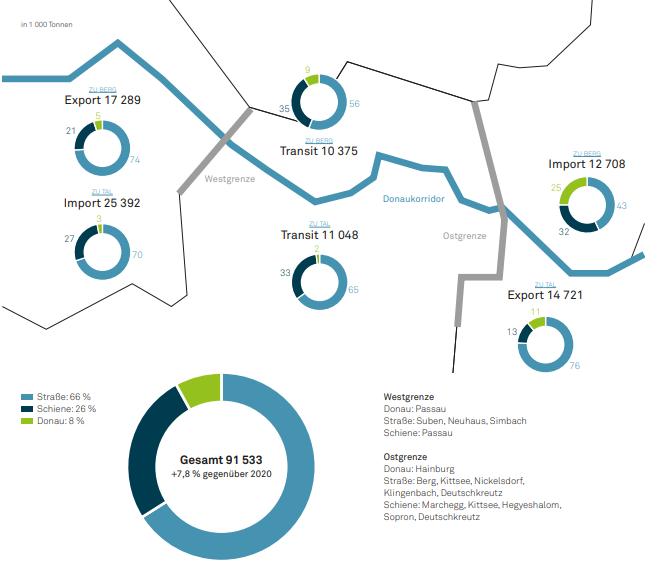 in 1 000 Tonnen
ZU BERG
Export 17 289
5
21
74
ZU TAL
Import 25 392
3
27
70
Westgrenze
9
35
56
ZU BERG
Transit 10 375
ZU TAL
Transit 11 048
2
33
65
Donaukorridor
Ostgrenze
ZU BERG
Import 12 708
25
43
32
ZU TAL
Export 14 721
11
13
76
Straße: 66 %
Schiene: 26 %
Donau: 8 %
Gesamt 91 533
+7,8 % gegenüber 2020
Westgrenze
Donau: Passau
Straße: Suben, Neuhaus, Simbach
Schiene: Passau
Ostgrenze
Donau: Hainburg
Straße: Berg, Kittsee, Nickelsdorf,
Klingenbach, Deutschkreutz
Schiene: Marchegg, Kittsee, Hegyeshalom,
Sopron, Deutschkreutz